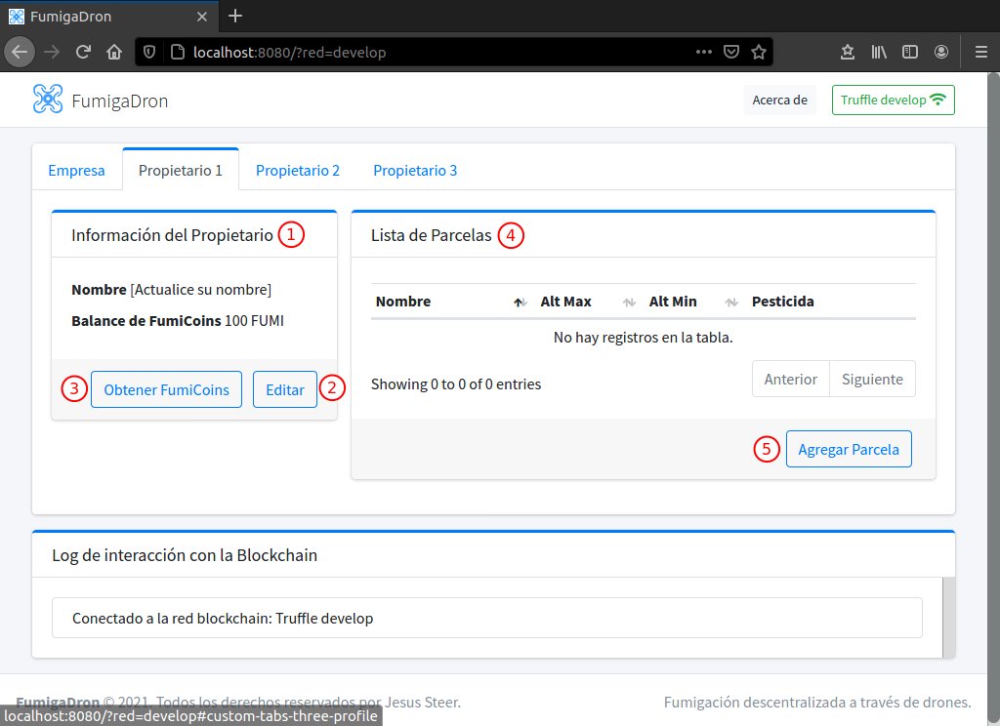 FumigaDron
localhost:8080/?red=develop
FumigaDron
Acerca de
Truffle develop
Empresa
Propietario 1
Propietario 2
Propietario 3
Información del Propietario 1
Nombre [Actualice su nombre]
Balance de FumiCoins 100 FUMI
3 Obtener FumiCoins
Editar 2
Lista de Parcelas 4
Nombre Alt Max Alt Min Pesticida
No hay registros en la tabla.
Showing 0 to 0 of 0 entries
Anterior Siguiente
5 Agregar Parcela
Log de interacción con la Blockchain
Conectado a la red blockchain: Truffle develop
FumigaDron © 2021. Todos los derechos reservados por Jesus Steer.
Fumigación descentralizada a través de drones.
localhost:8080/?red=develop#custom-tabs-three-profile